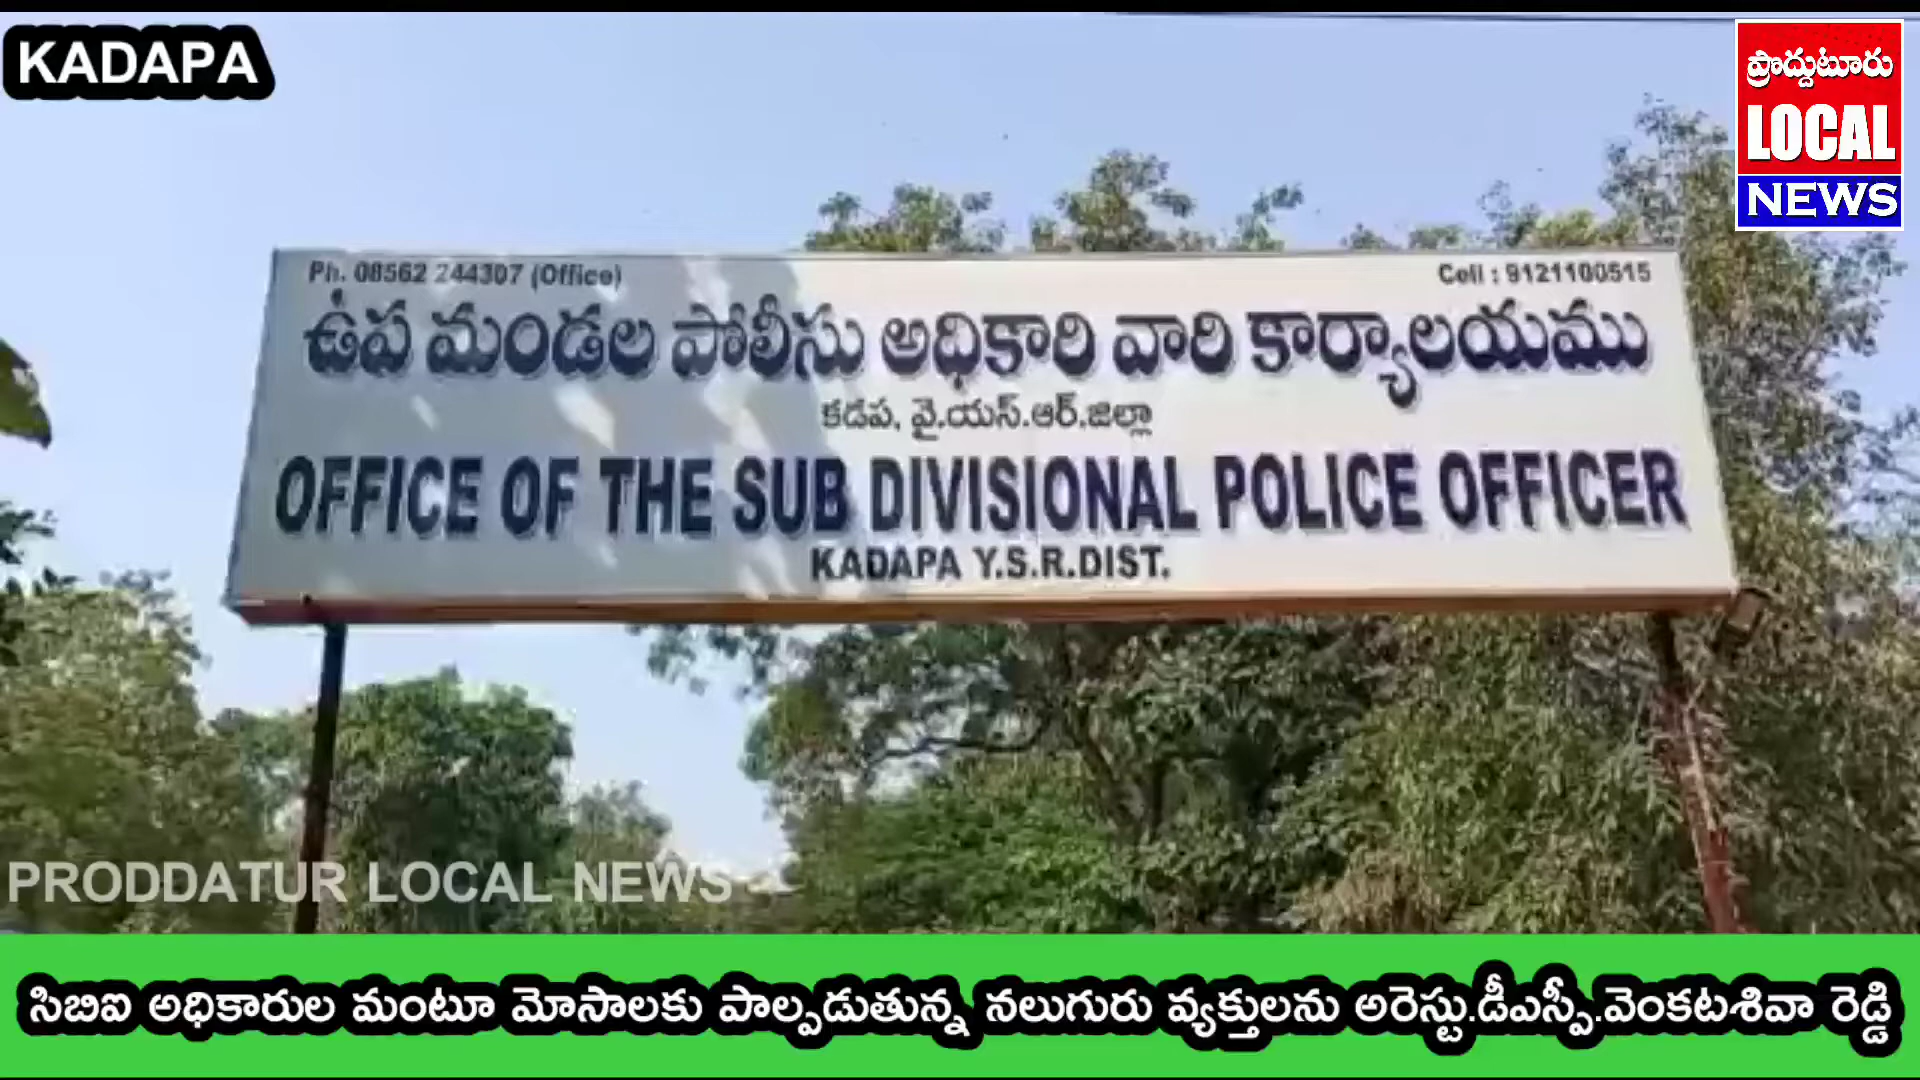 KADAPA
ప్రొద్దుటూరు
LOCAL
NEWS
Ph. 08562 244307 (Office)
Cell : 9121100515
ఉప మండల పోలీసు అధికారి వారి కార్యాలయము
కడప, వై.యస్.ఆర్.జిల్లా
OFFICE OF THE SUB DIVISIONAL POLICE OFFICER
KADAPA Y.S.R.DIST.
PRODDATUR LOCAL NEWS
సిబిఐ అధికారుల మంటూ మోసాలకు పాల్పడుతున్న నలుగురు వ్యక్తులను అరెస్టు.డీఎస్పీ.వెంకటశివా రెడ్డి